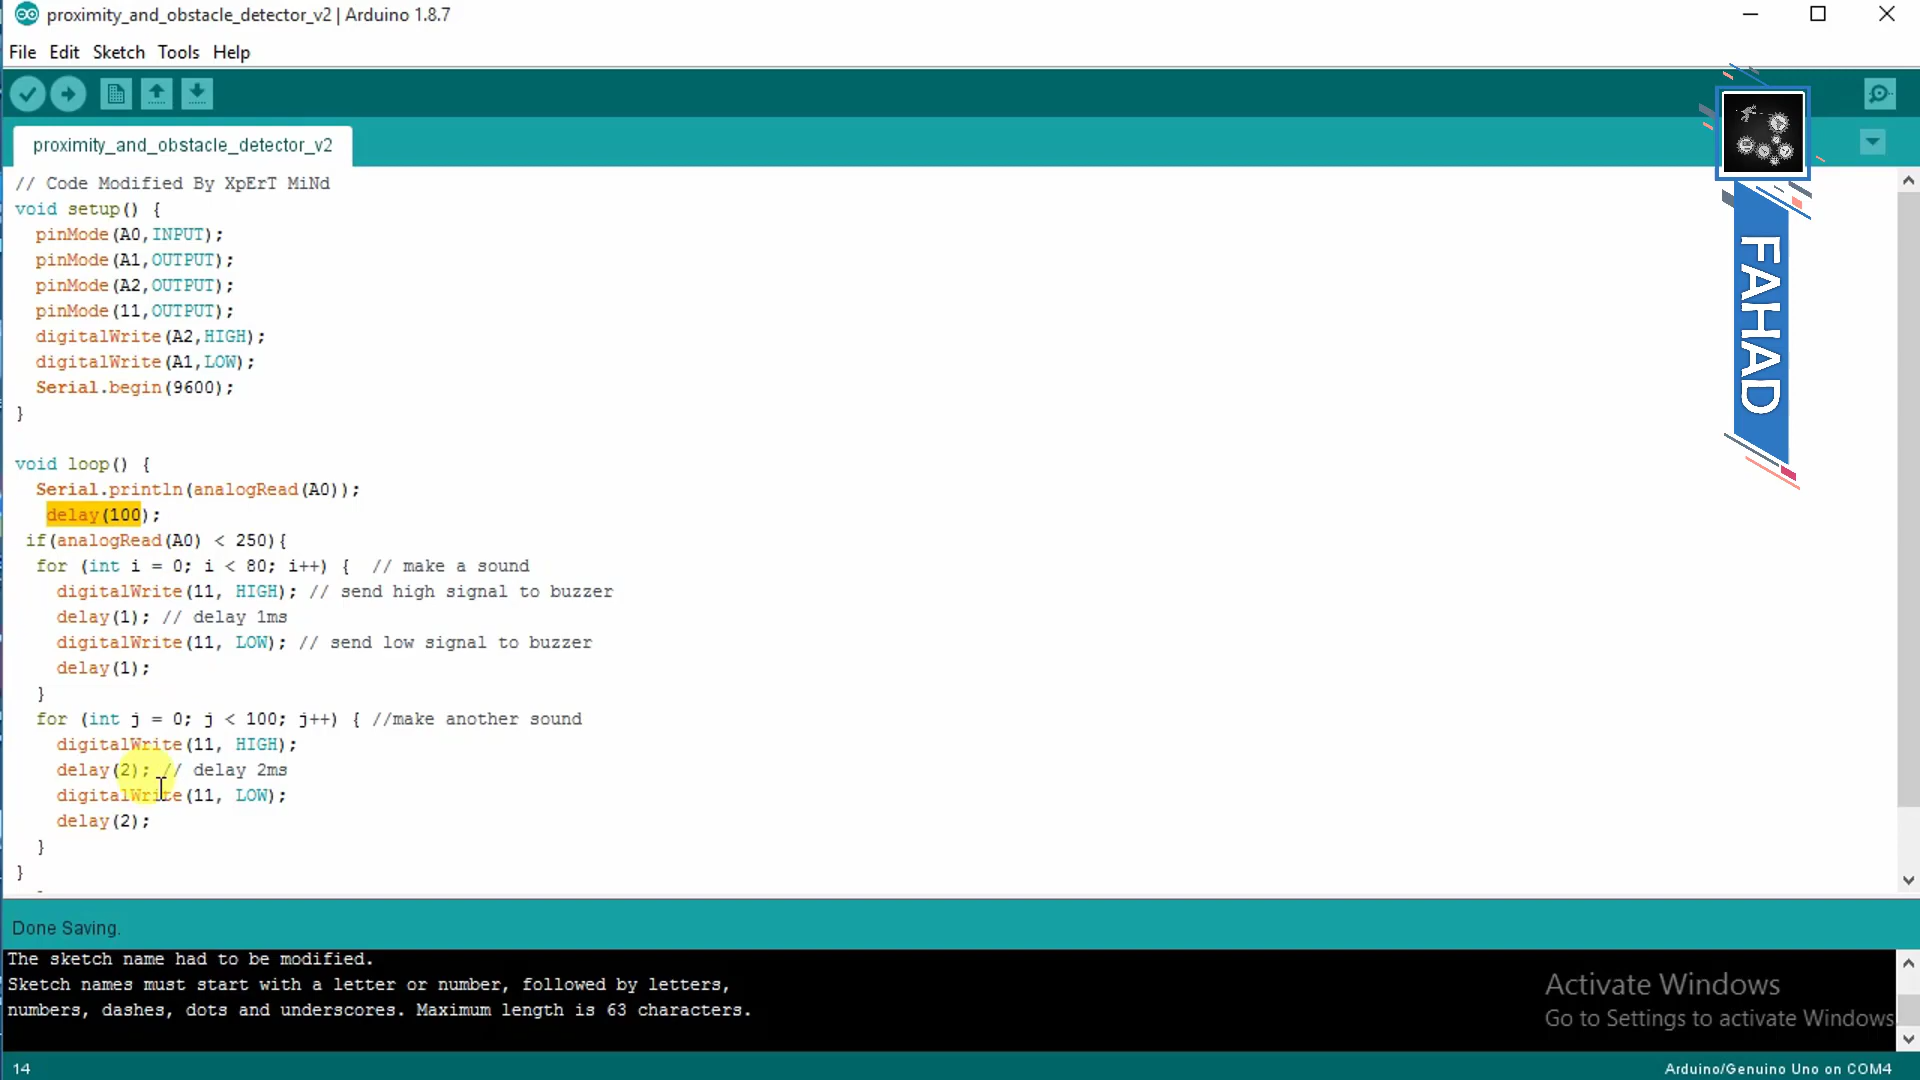 proximity_and_obstacle_detector_v2 | Arduino 1.8.7
File Edit Sketch Tools Help
proximity_and_obstacle_detector_v2
// Code Modified By XpErT MiNd
void setup() {
  pinMode(A0,INPUT);
  pinMode(A1,OUTPUT);
  pinMode(A2,OUTPUT);
  pinMode(11,OUTPUT);
  digitalWrite(A2,HIGH);
  digitalWrite(A1,LOW);
  Serial.begin(9600);
}
void loop() {
  Serial.println(analogRead(A0));
   delay(100);
 if(analogRead(A0) < 250){
  for (int i = 0; i < 80; i++) {  // make a sound
    digitalWrite(11, HIGH); // send high signal to buzzer
    delay(1); // delay 1ms
    digitalWrite(11, LOW); // send low signal to buzzer
    delay(1);
  }
  for (int j = 0; j < 100; j++) { //make another sound
    digitalWrite(11, HIGH);
    delay(2); // delay 2ms
    digitalWrite(11, LOW);
    delay(2);
  }
}
FAHAD
Done Saving.
The sketch name had to be modified.
Sketch names must start with a letter or number, followed by letters,
numbers, dashes, dots and underscores. Maximum length is 63 characters.
Activate Windows
Go to Settings to activate Windows
14
Arduino/Genuino Uno on COM4